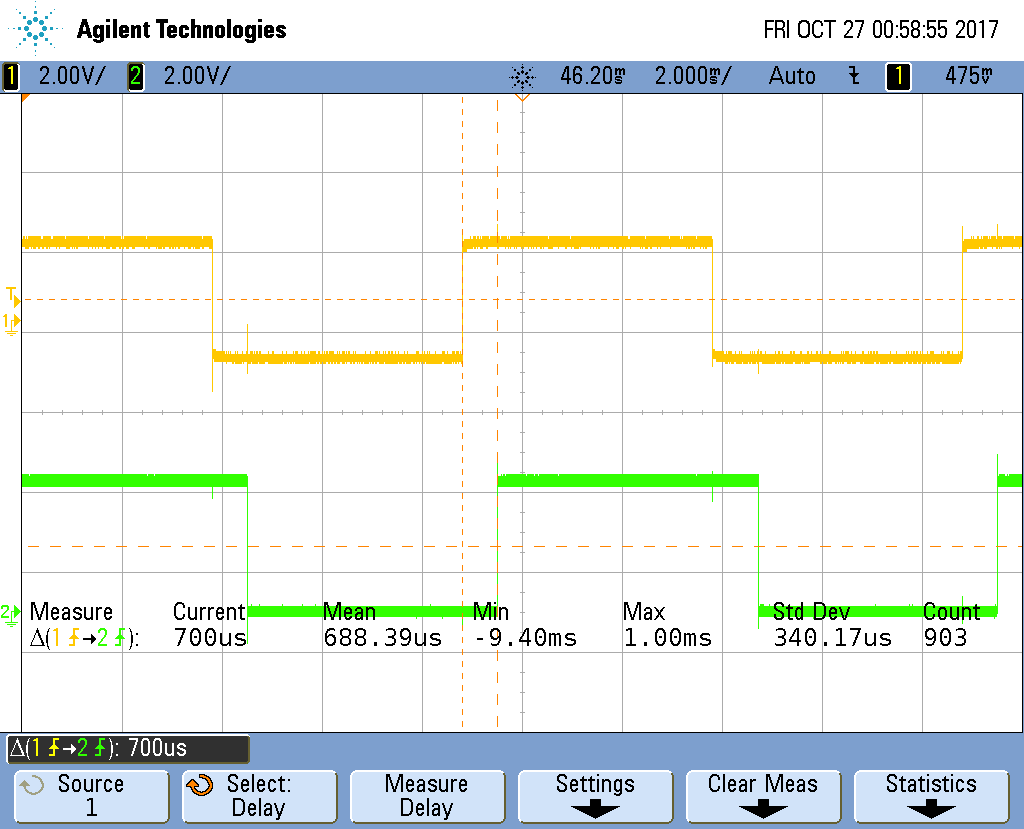 Agilent Technologies
FRI OCT 27 00:58:55 2017
1 2.00V/ 2 2.00V/ 46.20ms 2.000ms/ Auto 1 475mV
T
1
2
Measure Current Mean Min Max Std Dev Count
Δ(1→2): 700us 688.39us -9.40ms 1.00ms 340.17us 903
Δ(1→2): 700us
Source
1
Select:
Delay
Measure
Delay
Settings
Clear Meas
Statistics